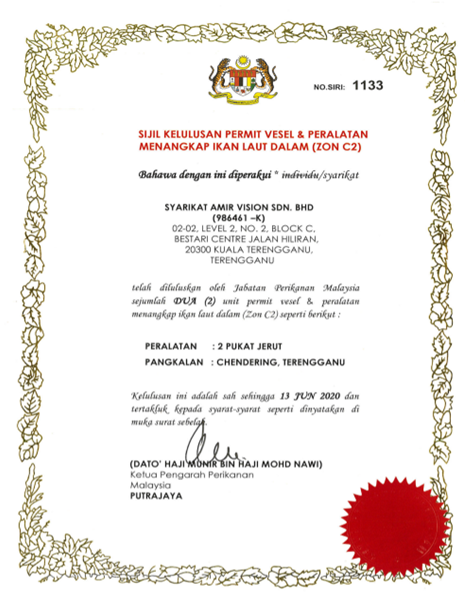 NO.SIRI: 1133
SIJIL KELULUSAN PERMIT VESEL & PERALATAN
MENANGKAP IKAN LAUT DALAM (ZON C2)
Bahawa dengan ini diperakui * individu/syarikat
SYARIKAT AMIR VISION SDN. BHD
(986461 –K)
02-02, LEVEL 2, NO. 2, BLOCK C,
BESTARI CENTRE JALAN HILIRAN,
20300 KUALA TERENGGANU,
TERENGGANU
telah diluluskan oleh Jabatan Perikanan Malaysia
sejumlah DUA (2) unit permit vesel & peralatan
menangkap ikan laut dalam (Zon C2) seperti berikut :
PERALATAN : 2 PUKAT JERUT
PANGKALAN : CHENDERING, TERENGGANU
Kelulusan ini adalah sah sehingga 13 JUN 2020 dan
tertakluk kepada syarat-syarat seperti dinyatakan di
muka surat sebelah.
(DATO' HAJI MUNIR BIN HAJI MOHD NAWI)
Ketua Pengarah Perikanan
Malaysia
PUTRAJAYA